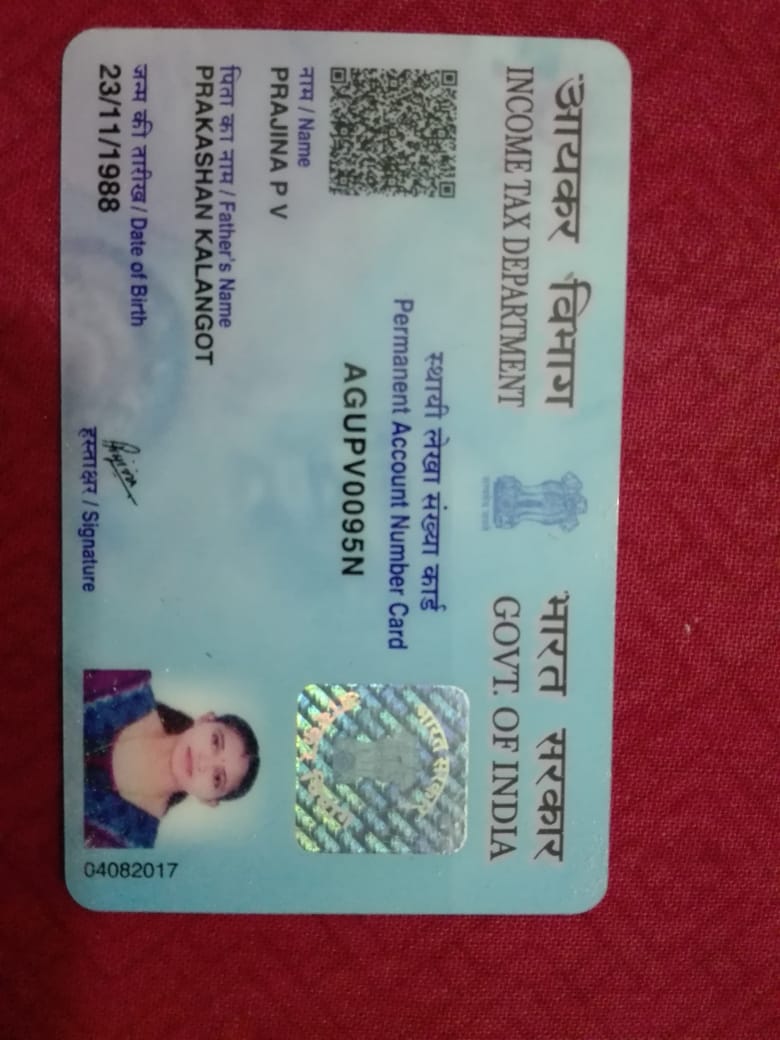 आयकर विभाग
INCOME TAX DEPARTMENT
भारत सरकार
GOVT. OF INDIA
स्थायी लेखा संख्या कार्ड
Permanent Account Number Card
AGUPV0095N
नाम / Name
PRAJINA P V
पिता का नाम / Father's Name
PRAKASHAN KALANGOT
जन्म की तारीख / Date of Birth
23/11/1988
हस्ताक्षर / Signature
04082017